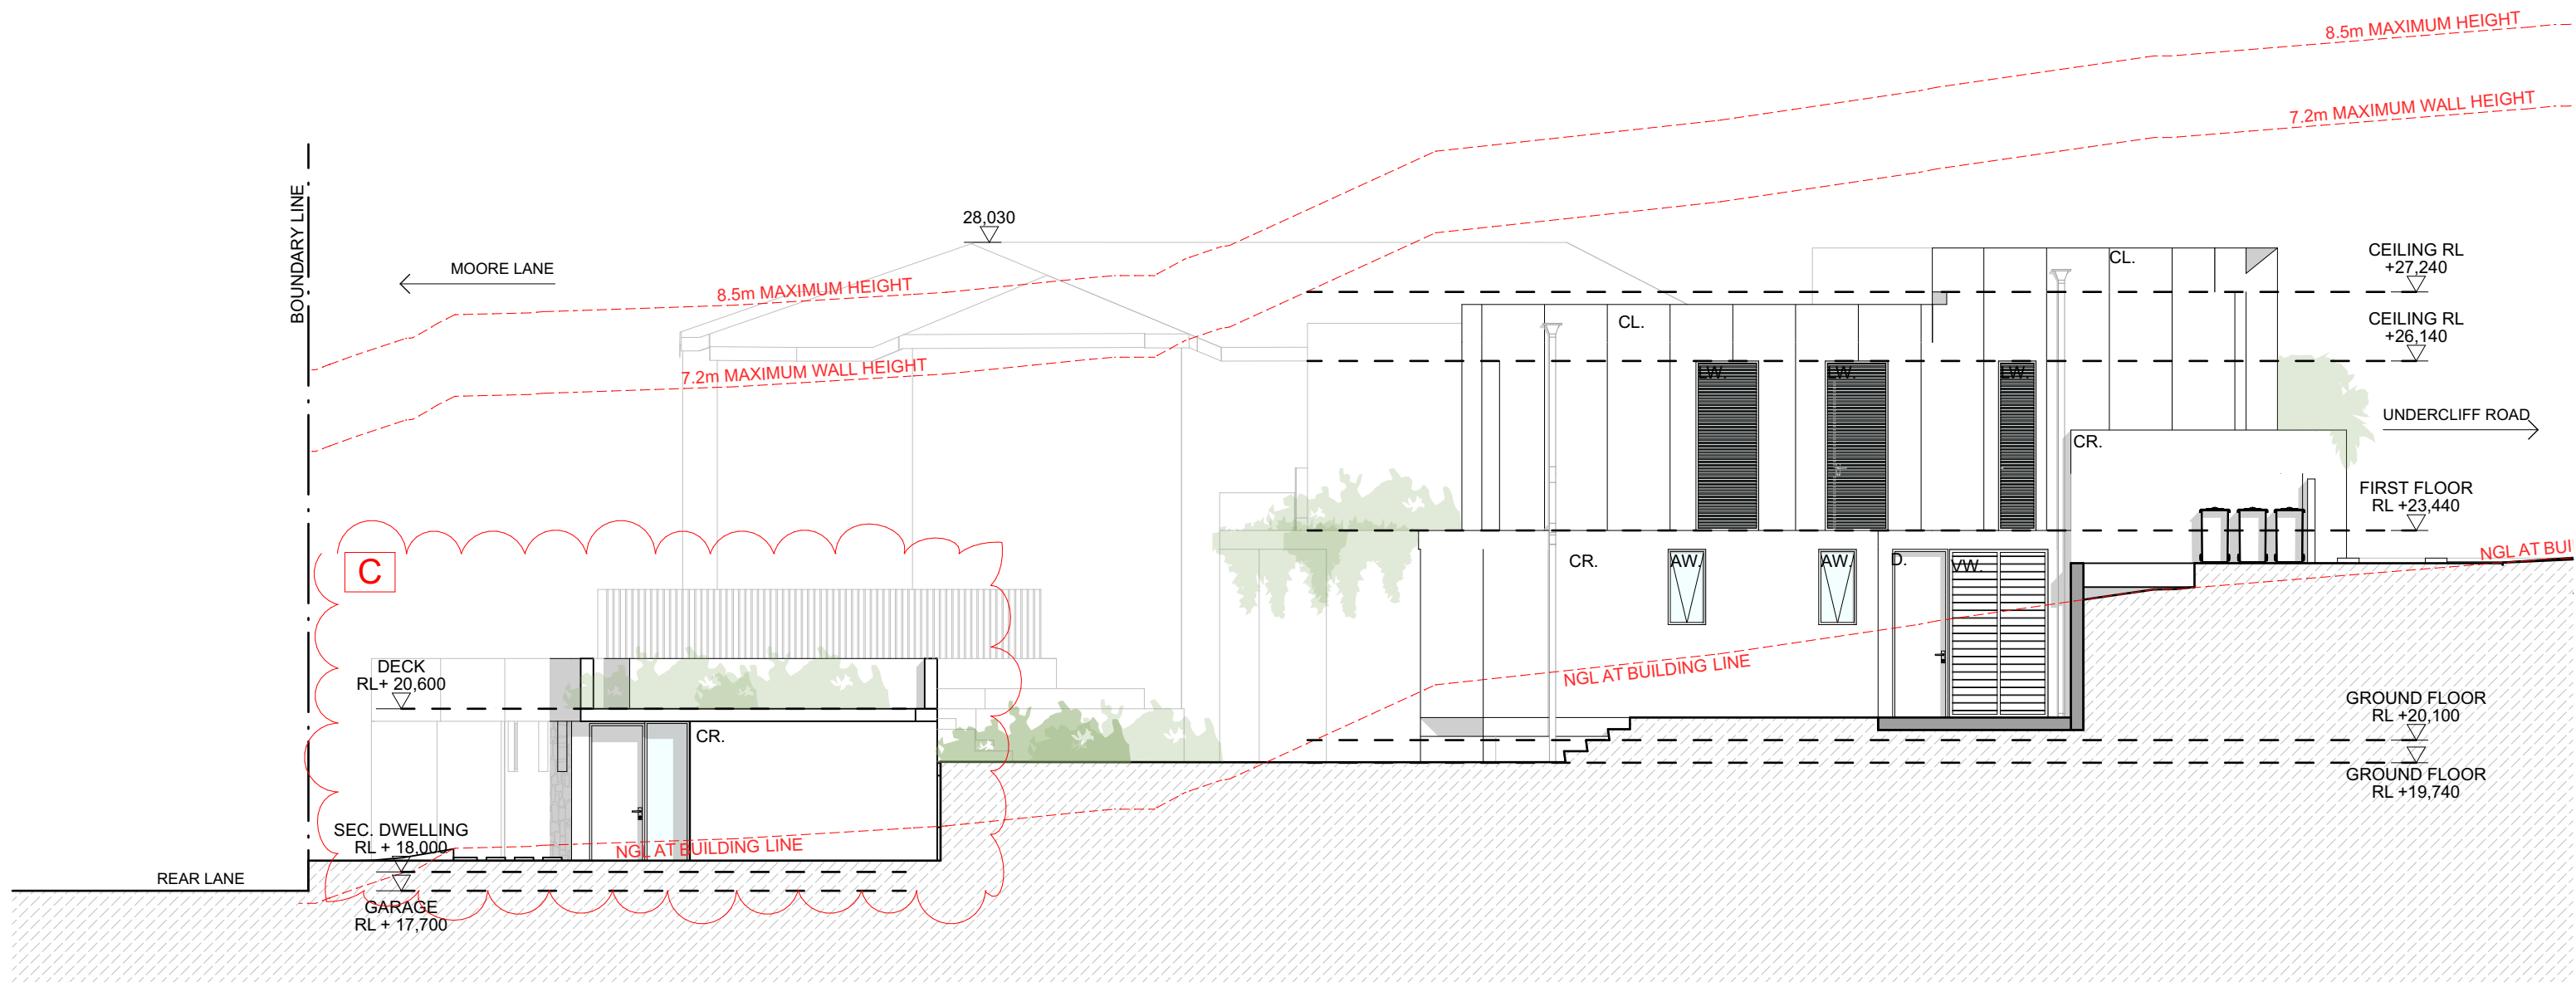 8.5m MAXIMUM HEIGHT
7.2m MAXIMUM WALL HEIGHT
BOUNDARY LINE
28,030
MOORE LANE
8.5m MAXIMUM HEIGHT
7.2m MAXIMUM WALL HEIGHT
CL.
CEILING RL
+27,240
CL.
CEILING RL
+26,140
LW.
LW.
LW.
UNDERCLIFF ROAD
CR.
FIRST FLOOR
RL +23,440
NGL AT BUI
C
CR.
AW.
AW.
D.
VW.
NGL AT BUILDING LINE
DECK
RL+ 20,600
GROUND FLOOR
RL +20,100
CR.
GROUND FLOOR
RL +19,740
SEC. DWELLING
RL + 18,000
NGL AT BUILDING LINE
REAR LANE
GARAGE
RL + 17,700